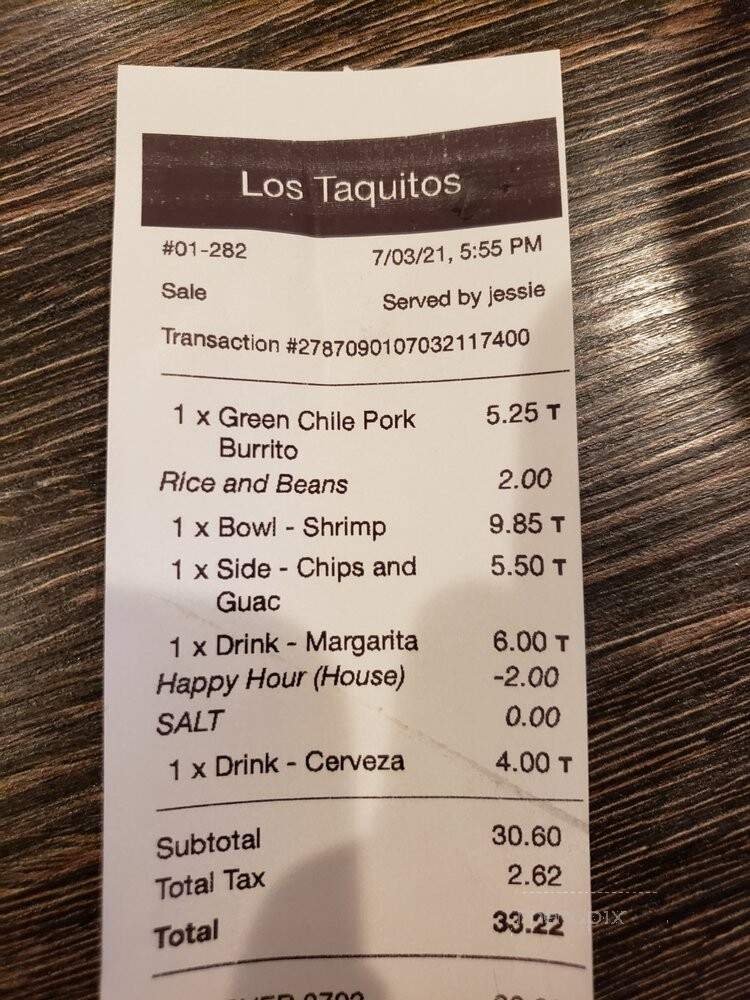 Los Taquitos
#01-282 7/03/21, 5:55 PM
Sale Served by jessie
Transaction #2787090107032117400
1 x Green Chile Pork 5.25 T
Burrito
Rice and Beans 2.00
1 x Bowl - Shrimp 9.85 T
1 x Side - Chips and 5.50 T
Guac
1 x Drink - Margarita 6.00 T
Happy Hour (House) -2.00
SALT 0.00
1 x Drink - Cerveza 4.00 T
Subtotal 30.60
Total Tax 2.62
Total 33.22